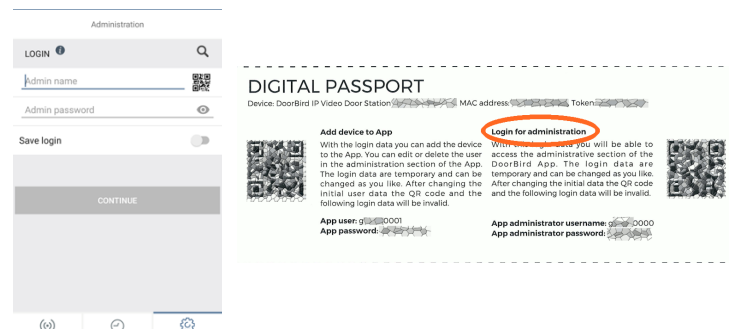 Administration
LOGIN
Admin name
Admin password
Save login
CONTINUE
DIGITAL PASSPORT
Device: DoorBird IP Video Door Station MAC address: Token:
Add device to App
With the login data you can add the device
to the App. You can edit or delete the user
in the administration section of the App.
The login data are temporary and can be
changed as you like. After changing the
initial user data the QR code and the
following login data will be invalid.
App user: g 0001
App password:
Login for administration
With the login data you will be able to
access the administrative section of the
DoorBird App. The login data are
temporary and can be changed as you like.
After changing the initial data the QR code
and the following login data will be invalid.
App administrator username: g 0000
App administrator password: